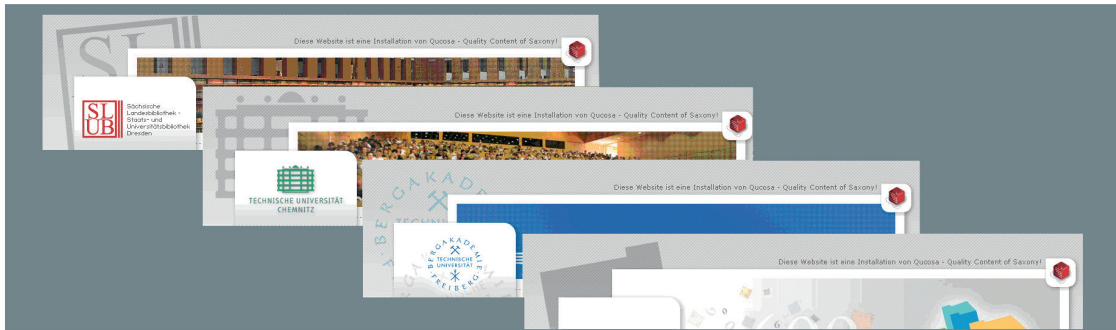 Diese Website ist eine Installation von Qucosa - Quality Content of Saxony!
SLUB
Sächsische
Landesbibliothek -
Staats- und
Universitätsbibliothek
Dresden
Diese Website ist eine Installation von Qucosa - Quality Content of Saxony!
TECHNISCHE UNIVERSITÄT
CHEMNITZ
Diese Website ist eine Installation von Qucosa - Quality Content of Saxony!
BERGAKADEMIE
TECHNISCHE
UNIVERSITÄT
FREIBERG
Diese Website ist eine Installation von Qucosa - Quality Content of Saxony!